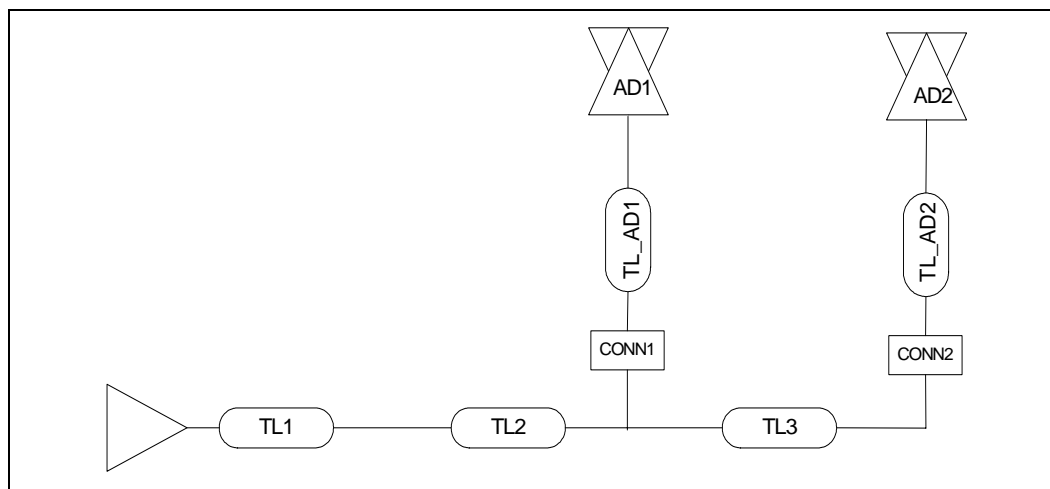 AD1
AD2
TL_AD1
TL_AD2
CONN1
CONN2
TL1
TL2
TL3